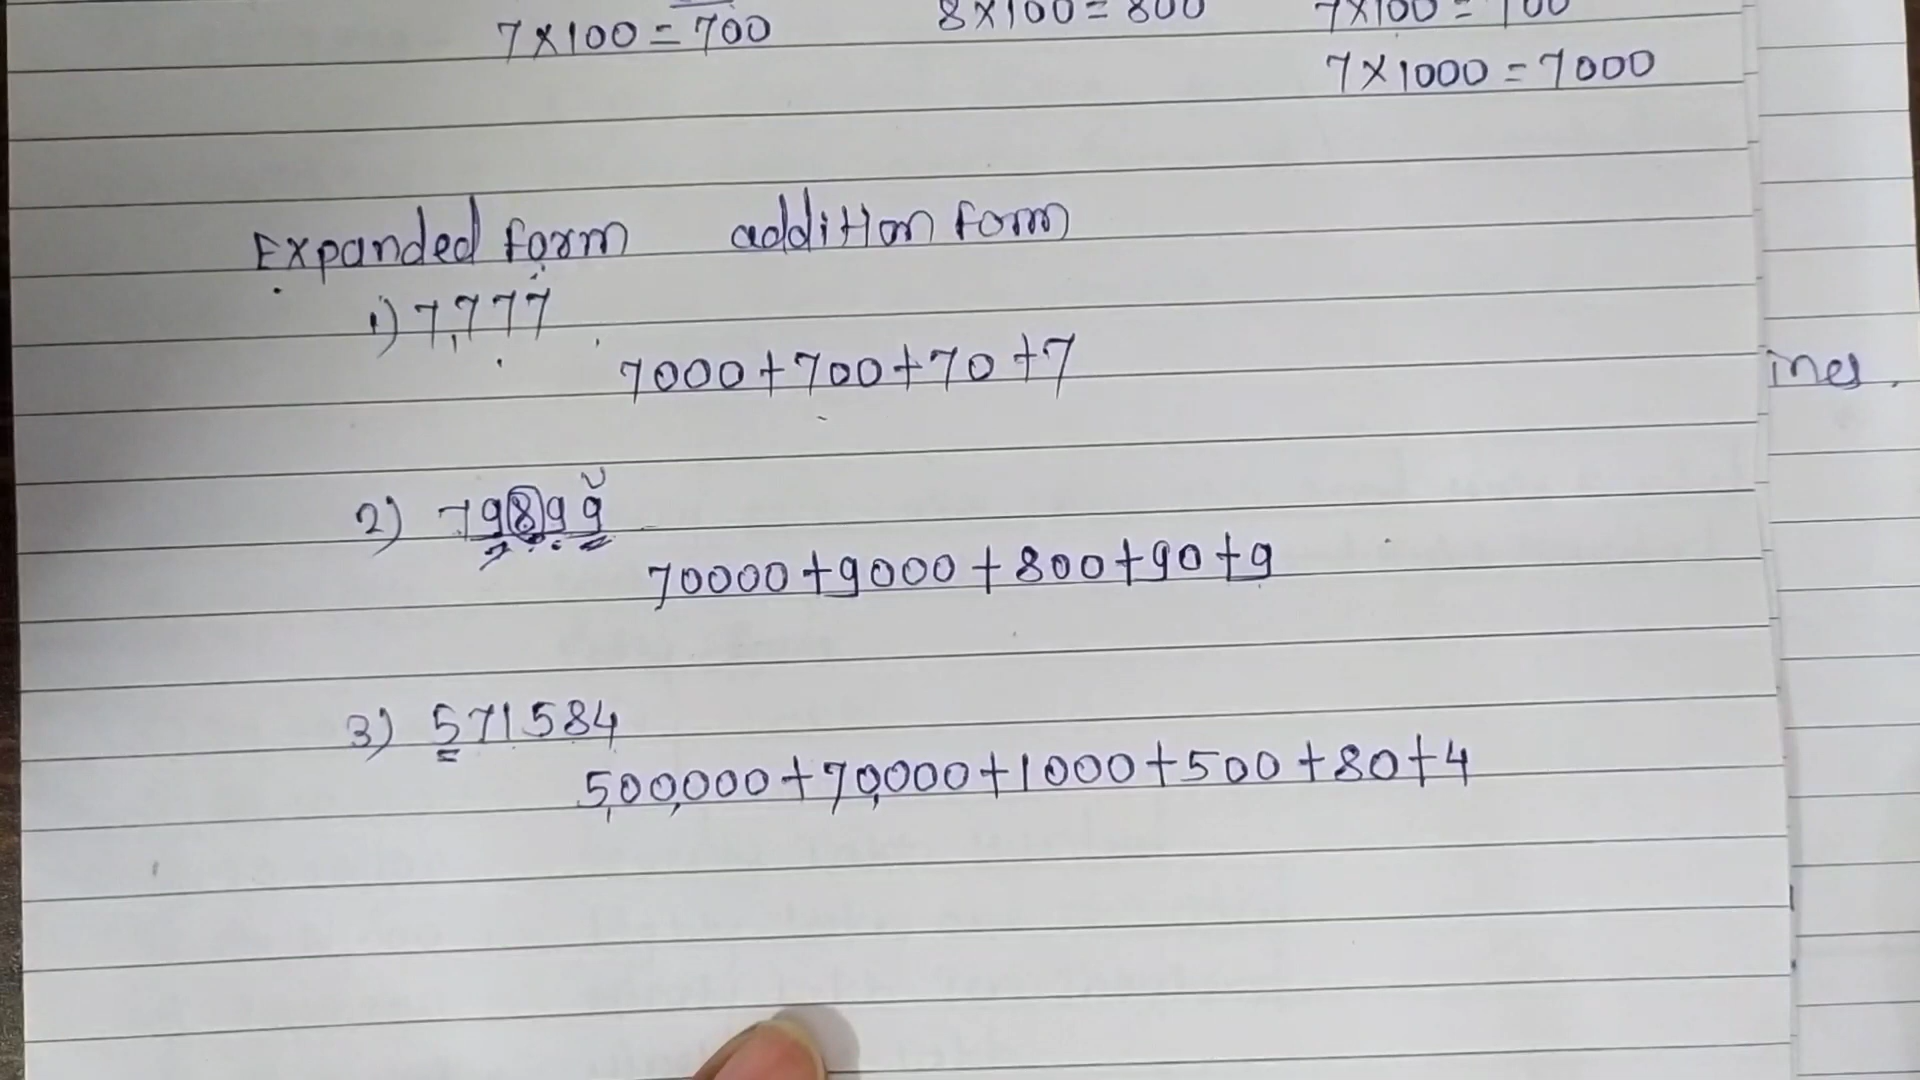 7×100=700 8×100=800 7×100=700
7×1000=7000
Expanded form addition form
1) 7,777
7000+700+70+7
ines.
2) 79899
70000+9000+800+90+9
3) 571584
5,00,000+70,000+1000+500+80+4